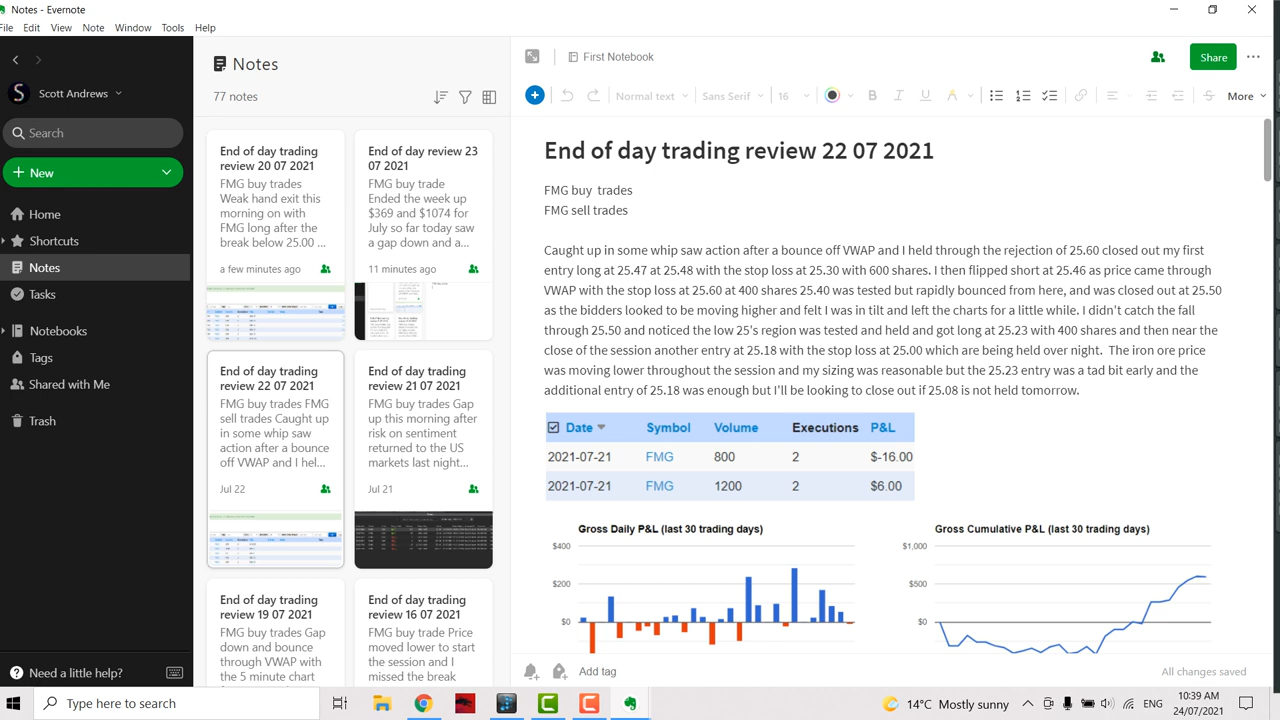 Notes - Evernote
File Edit View Note Window Tools Help
Scott Andrews
Search
New
Home
Shortcuts
Notes
Tasks
Notebooks
Tags
Shared with Me
Trash
Need a little help?
Notes
77 notes
End of day trading
review 20 07 2021
FMG buy trades
Weak hand exit this
morning on with
FMG long after the
break below 25.00 ...
a few minutes ago
End of day review 23
07 2021
FMG buy trade
Ended the week up
$369 and $1074 for
July so far today saw
a gap down and a...
11 minutes ago
End of day trading
review 22 07 2021
FMG buy trades FMG
sell trades Caught up
in some whip saw
action after a bounce
off VWAP and I hel...
Jul 22
End of day trading
review 21 07 2021
FMG buy trades Gap
up this morning after
risk on sentiment
returned to the US
markets last night...
Jul 21
End of day trading
review 19 07 2021
FMG buy trades Gap
down and bounce
through VWAP with
the 5 minute chart
End of day trading
review 16 07 2021
FMG buy trade Price
moved lower to start
the session and I
missed the break
First Notebook
Share
Normal text Sans Serif 16 B I U More
End of day trading review 22 07 2021
FMG buy trades
FMG sell trades
Caught up in some whip saw action after a bounce off VWAP and I held through the rejection of 25.60 closed out my first
entry long at 25.47 at 25.48 with the stop loss at 25.30 with 600 shares. I then flipped short at 25.46 as price came through
VWAP with the stop loss at 25.60 at 400 shares 25.40 was tested but rapidly bounced from here, and was closed out at 25.50
as the bidders looked to be moving higher and felt I was in tilt and left the charts for a little while. I didn't catch the fall
through 25.50 and noticed the low 25's region was tested and held and got long at 25.23 with 400 shares and then near the
close of the session another entry at 25.18 with the stop loss at 25.00 which are being held over night. The iron ore price
was moving lower throughout the session and my sizing was reasonable but the 25.23 entry was a tad bit early and the
additional entry of 25.18 was enough but I'll be looking to close out if 25.08 is not held tomorrow.
Date Symbol Volume Executions P&L
2021-07-21 FMG 800 2 $-16.00
2021-07-21 FMG 1200 2 $6.00
Gross Daily P&L (last 30 trading days)
$400
$200
$0
Gross Cumulative P&L (last 30 trading days)
$1,000
$500
$0
Add tag
All changes saved
Type here to search
14°C Mostly sunny
ENG
10:39 AM
24/07/2021